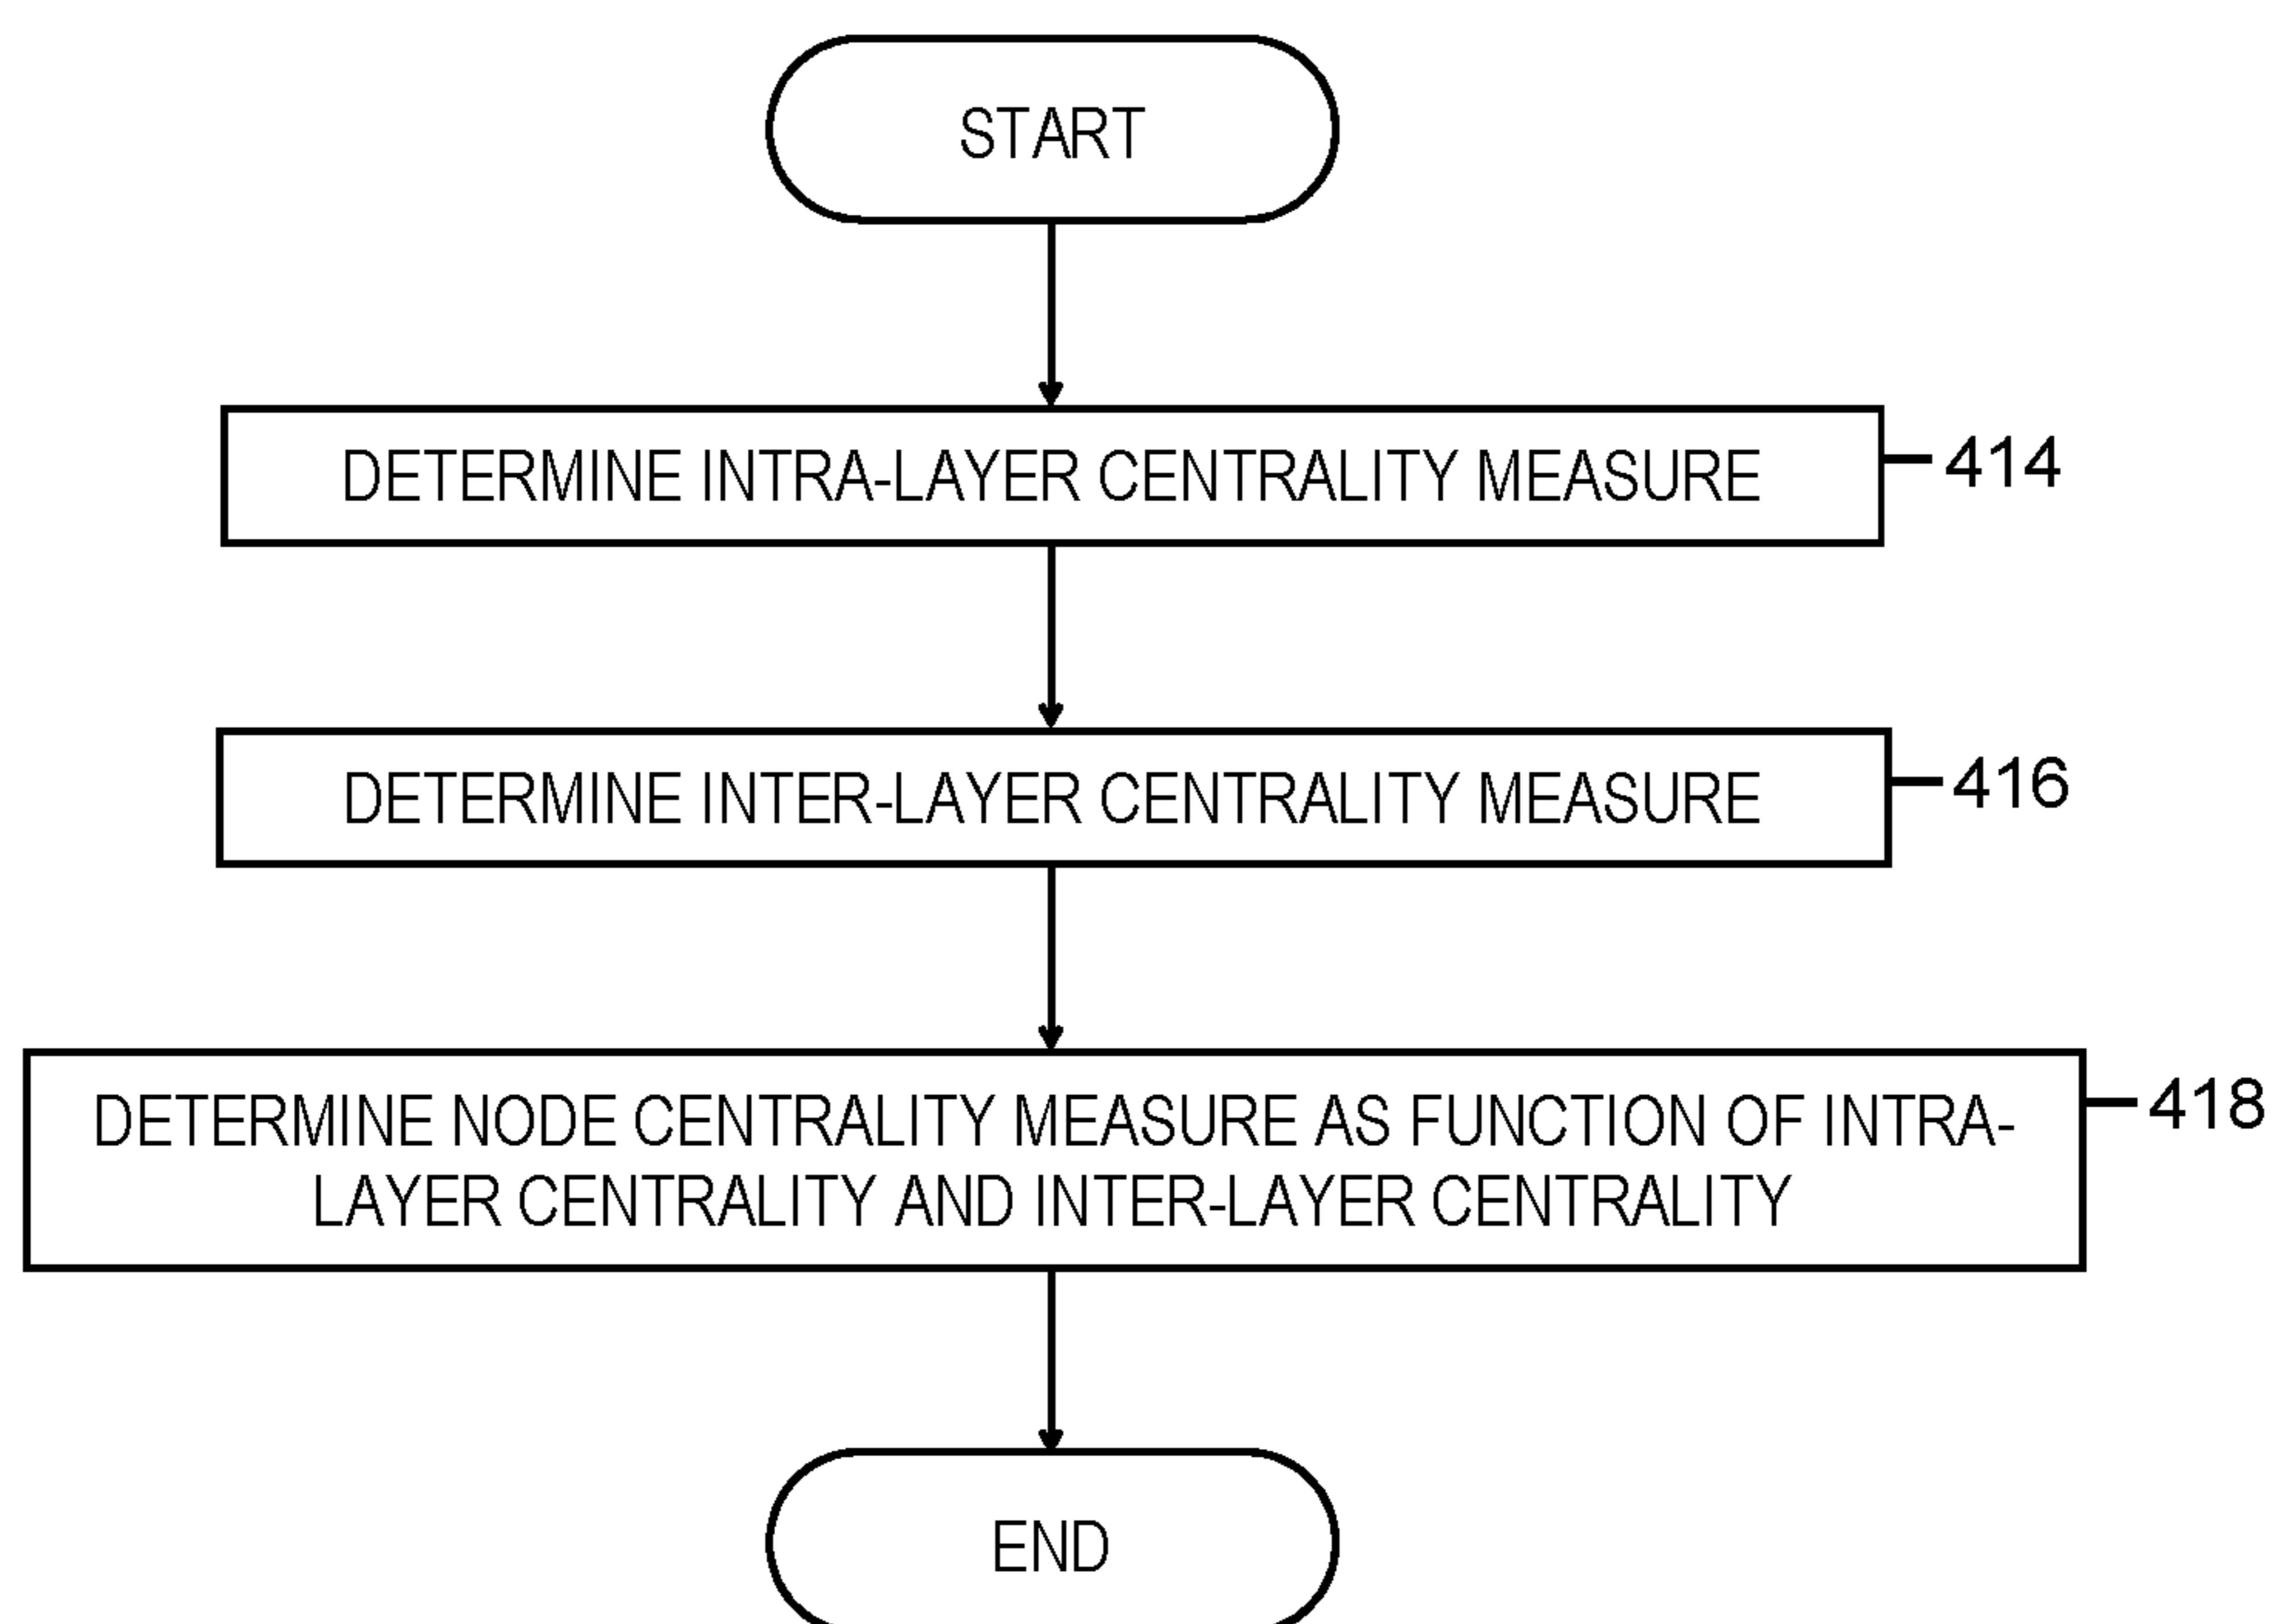 START
DETERMINE INTRA-LAYER CENTRALITY MEASURE
414
DETERMINE INTER-LAYER CENTRALITY MEASURE
416
DETERMINE NODE CENTRALITY MEASURE AS FUNCTION OF INTRA-
LAYER CENTRALITY AND INTER-LAYER CENTRALITY
418
END